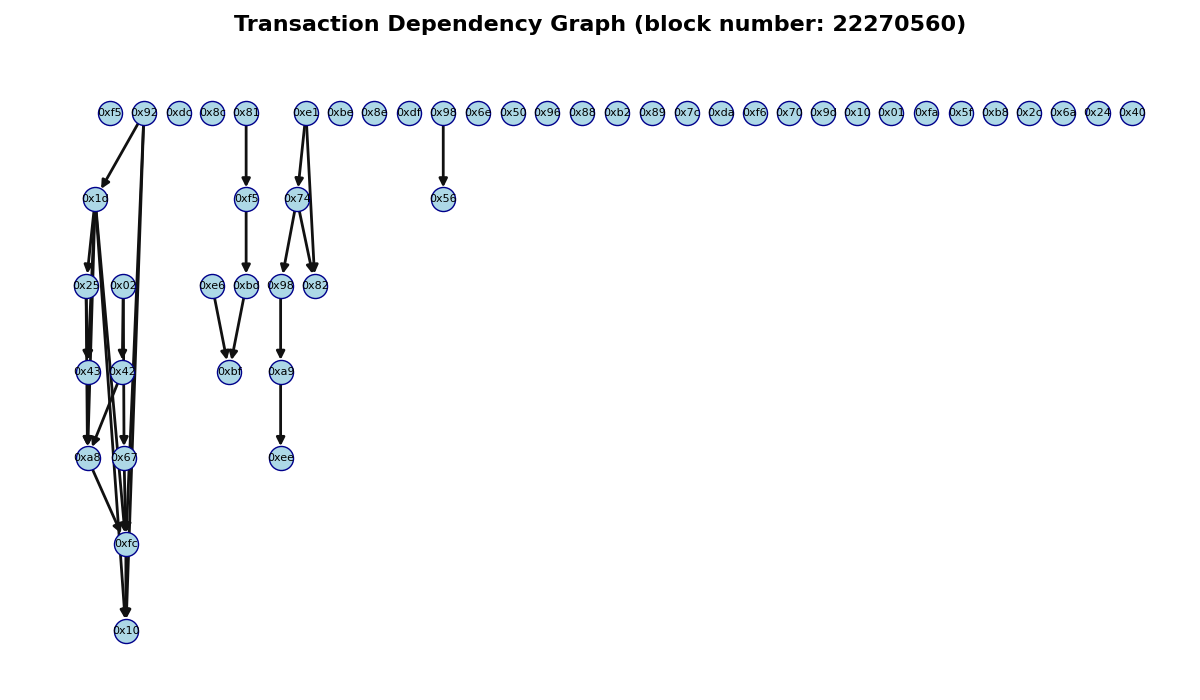 Transaction Dependency Graph (block number: 22270560)
0xf5 0x92 0xdc 0x8c 0x81 0xe1 0xbe 0x8e 0xdf 0x98 0x6e 0x50 0x96 0x88 0xb2 0x89 0x7c 0xda 0xf6 0x70 0x9d 0x10 0x01 0xfa 0x5f 0xb8 0x2c 0x6a 0x24 0x40
0x1d 0xf5 0x74 0x56
0x25 0x02 0xe6 0xbd 0x98 0x82
0x43 0x42 0xbf 0xa9
0xa8 0x67 0xee
0xfc
0x10